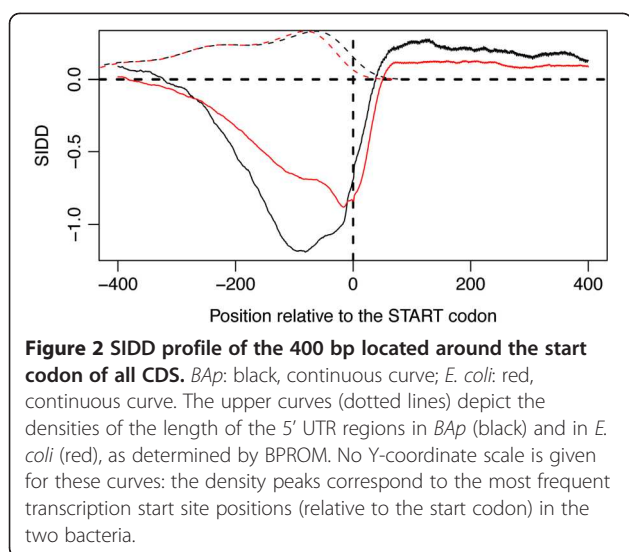 0.0
−0.5
−1.0
SIDD
−400 −200 0 200 400
Position relative to the START codon
Figure 2 SIDD profile of the 400 bp located around the start
codon of all CDS. BAp: black, continuous curve; E. coli: red,
continuous curve. The upper curves (dotted lines) depict the
densities of the length of the 5’ UTR regions in BAp (black) and in E.
coli (red), as determined by BPROM. No Y-coordinate scale is given
for these curves: the density peaks correspond to the most frequent
transcription start site positions (relative to the start codon) in the
two bacteria.